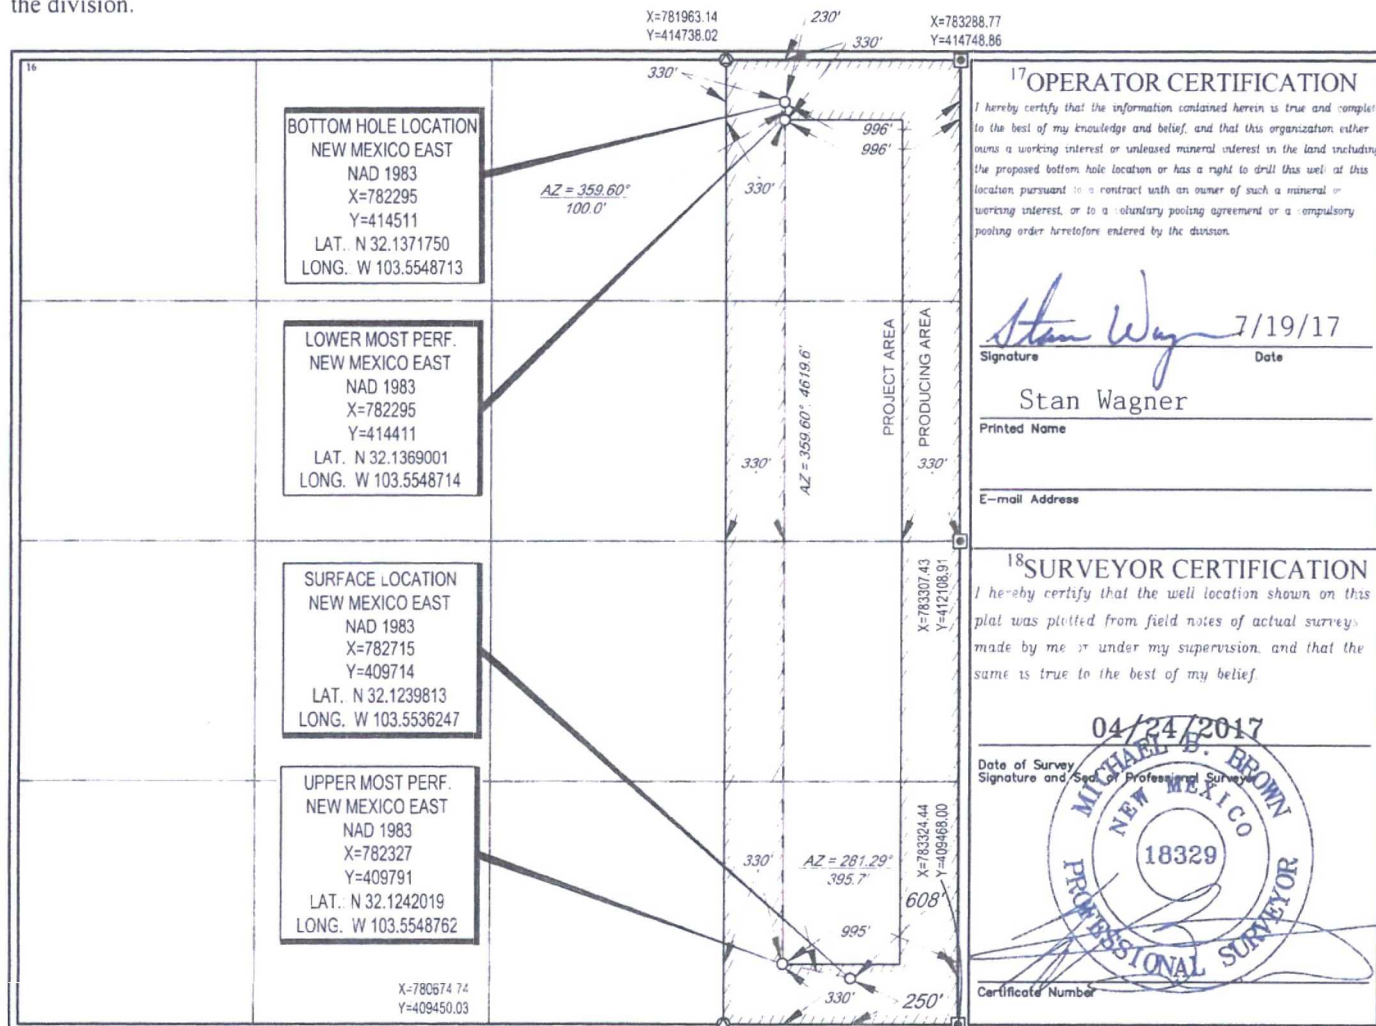 the division.
X=781963.14
Y=414738.02
230'
330'
X=783288.77
Y=414748.86
16
330'
BOTTOM HOLE LOCATION
NEW MEXICO EAST
NAD 1983
X=782295
Y=414511
LAT. N 32.1371750
LONG. W 103.5548713
AZ = 359.60°
100.0'
996'
996'
330'
LOWER MOST PERF.
NEW MEXICO EAST
NAD 1983
X=782295
Y=414411
LAT. N 32.1369001
LONG. W 103.5548714
AZ = 359.60°, 4619.6'
PROJECT AREA
PRODUCING AREA
330'
330'
SURFACE LOCATION
NEW MEXICO EAST
NAD 1983
X=782715
Y=409714
LAT. N 32.1239813
LONG. W 103.5536247
X=783307.43
Y=412108.91
UPPER MOST PERF.
NEW MEXICO EAST
NAD 1983
X=782327
Y=409791
LAT. N 32.1242019
LONG. W 103.5548762
330'
AZ = 281.29°
395.7'
X=783324.44
Y=409468.00
608'
995'
330'
250'
X=780674.74
Y=409450.03
17 OPERATOR CERTIFICATION
I hereby certify that the information contained herein is true and complete
to the best of my knowledge and belief, and that this organization either
owns a working interest or unleased mineral interest in the land including
the proposed bottom hole location or has a right to drill this well at this
location pursuant to a contract with an owner of such a mineral or
working interest, or to a voluntary pooling agreement or a compulsory
pooling order heretofore entered by the division.
Stan Wagner 7/19/17
Signature Date
Stan Wagner
Printed Name
E-mail Address
18 SURVEYOR CERTIFICATION
I hereby certify that the well location shown on this
plat was plotted from field notes of actual surveys
made by me or under my supervision, and that the
same is true to the best of my belief.
04/24/2017
Date of Survey
Signature and Seal of Professional Surveyor
MICHAEL B. BROWN
NEW MEXICO
18329
PROFESSIONAL SURVEYOR
Certificate Number